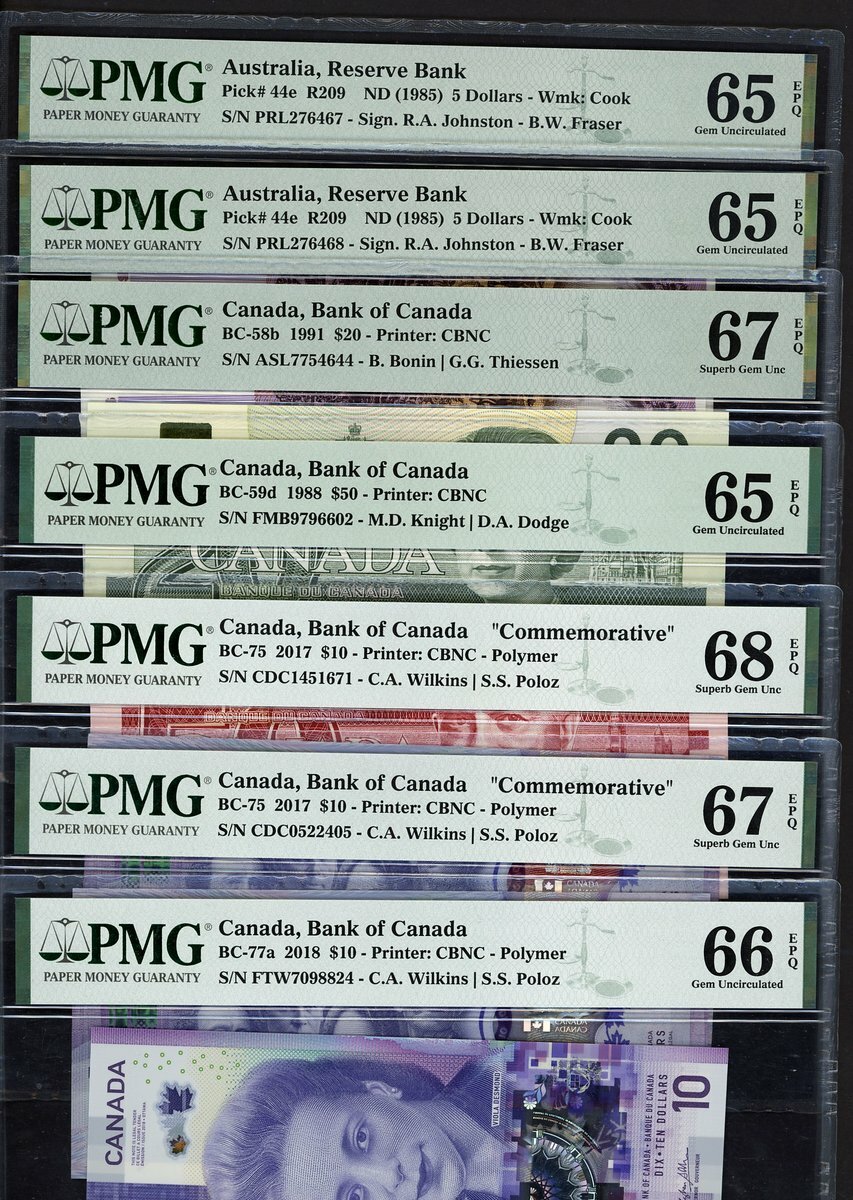 PMG®
PAPER MONEY GUARANTY
Australia, Reserve Bank
Pick# 44e R209 ND (1985) 5 Dollars - Wmk: Cook
S/N PRL276467 - Sign. R.A. Johnston - B.W. Fraser
65
EPQ
Gem Uncirculated
PMG®
PAPER MONEY GUARANTY
Australia, Reserve Bank
Pick# 44e R209 ND (1985) 5 Dollars - Wmk: Cook
S/N PRL276468 - Sign. R.A. Johnston - B.W. Fraser
65
EPQ
Gem Uncirculated
PMG®
PAPER MONEY GUARANTY
Canada, Bank of Canada
BC-58b 1991 $20 - Printer: CBNC
S/N ASL7754644 - B. Bonin | G.G. Thiessen
67
EPQ
Superb Gem Unc
PMG®
PAPER MONEY GUARANTY
Canada, Bank of Canada
BC-59d 1988 $50 - Printer: CBNC
S/N FMB9796602 - M.D. Knight | D.A. Dodge
65
EPQ
Gem Uncirculated
CANADA
BANQUE DU CANADA
PMG®
PAPER MONEY GUARANTY
Canada, Bank of Canada "Commemorative"
BC-75 2017 $10 - Printer: CBNC - Polymer
S/N CDC1451671 - C.A. Wilkins | S.S. Poloz
68
EPQ
Superb Gem Unc
BANQUE DU CANADA
PMG®
PAPER MONEY GUARANTY
Canada, Bank of Canada "Commemorative"
BC-75 2017 $10 - Printer: CBNC - Polymer
S/N CDC0522405 - C.A. Wilkins | S.S. Poloz
67
EPQ
Superb Gem Unc
PMG®
PAPER MONEY GUARANTY
Canada, Bank of Canada
BC-77a 2018 $10 - Printer: CBNC - Polymer
S/N FTW7098824 - C.A. Wilkins | S.S. Poloz
66
EPQ
Gem Uncirculated
CANADA
VIOLA DESMOND
OF CANADA • BANQUE DU CANADA
DIX • TEN DOLLARS
10